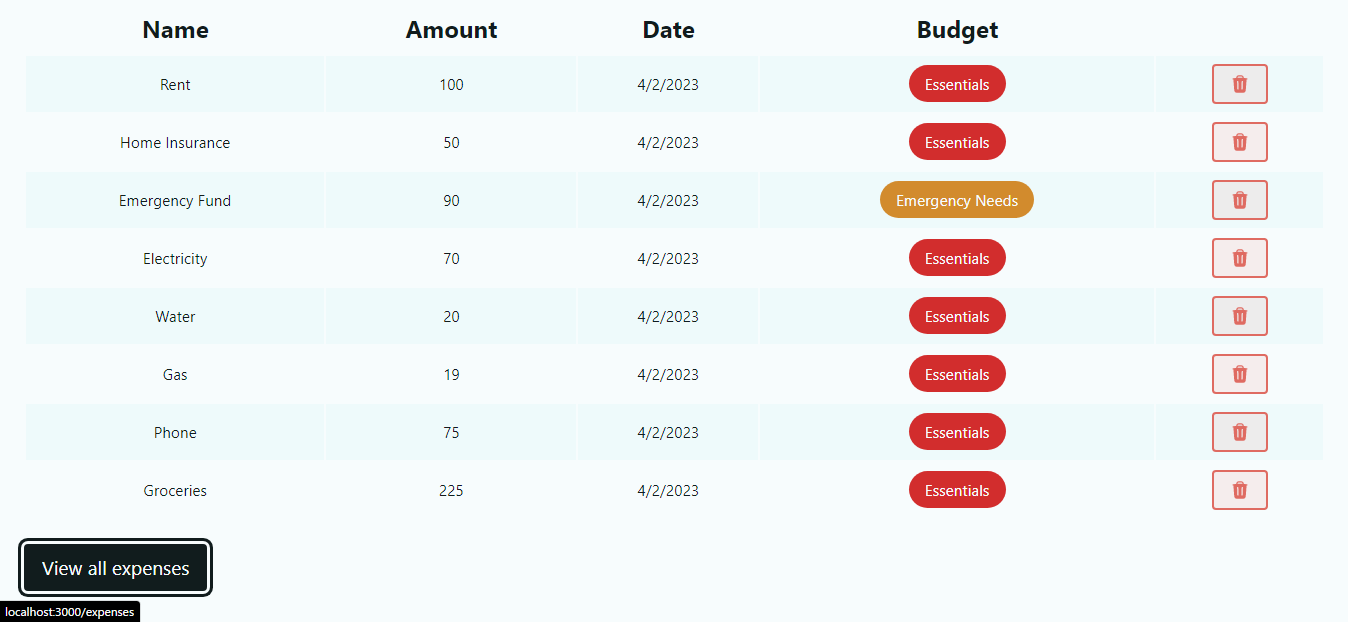 Name Amount Date Budget
Rent 100 4/2/2023 Essentials
Home Insurance 50 4/2/2023 Essentials
Emergency Fund 90 4/2/2023 Emergency Needs
Electricity 70 4/2/2023 Essentials
Water 20 4/2/2023 Essentials
Gas 19 4/2/2023 Essentials
Phone 75 4/2/2023 Essentials
Groceries 225 4/2/2023 Essentials
View all expenses
localhost:3000/expenses